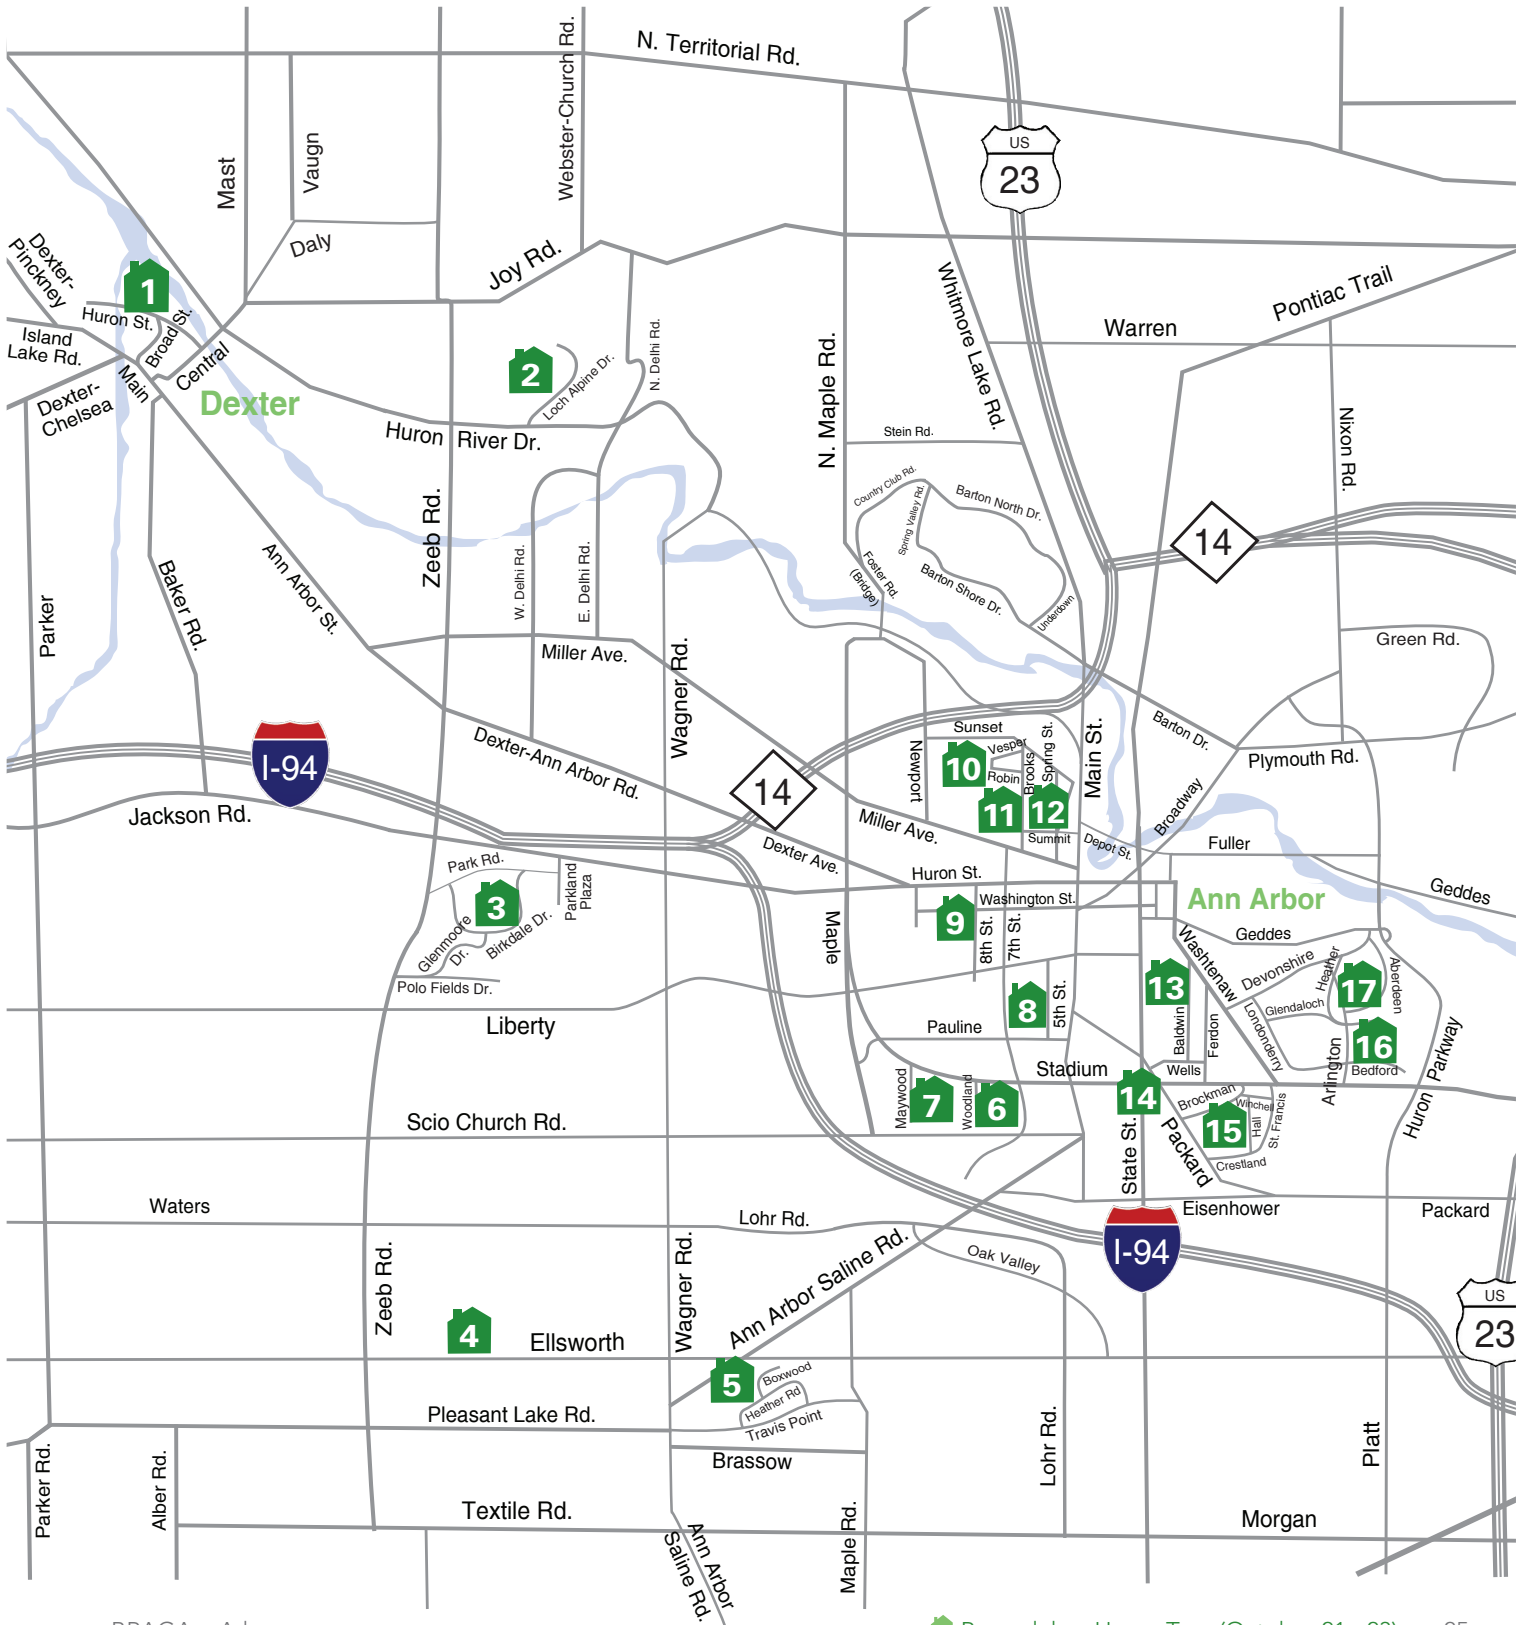 N. Territorial Rd.
Webster-Church Rd.
Mast
Vaugn
US
23
Daly
Joy Rd.
Dexter-
Pinckney
1
Huron St.
Broad St.
Island
Lake Rd.
Central
Main
Dexter-
Chelsea
Dexter
2
Loch Alpine Dr.
N. Delhi Rd.
Huron River Dr.
N. Maple Rd.
Whitmore Lake Rd.
Warren
Pontiac Trail
Nixon Rd.
Stein Rd.
Country Club Rd.
Spring Valley Rd.
Barton North Dr.
Barton Shore Dr.
Foster Rd.
(Bridge)
Underdown
14
Zeeb Rd.
Ann Arbor St.
Baker Rd.
Parker
W. Delhi Rd.
E. Delhi Rd.
Miller Ave.
Wagner Rd.
Green Rd.
Barton Dr.
Plymouth Rd.
Broadway
I-94
Jackson Rd.
Dexter-Ann Arbor Rd.
14
Sunset
Newport
10
Vesper
Robin
Brooks
Spring St.
Main St.
11
12
Miller Ave.
Summit
Depot St.
Fuller
Dexter Ave.
Huron St.
Washington St.
Ann Arbor
Geddes
Park Rd.
Parkland
Plaza
3
Glenmoore
Dr.
Birkdale Dr.
Polo Fields Dr.
Maple
9
8th St.
7th St.
Geddes
Washtenaw
Devonshire
Heather
Aberdeen
17
13
Glendaloch
Londonderry
8
5th St.
Baldwin
Ferdon
Liberty
Pauline
16
Bedford
Arlington
Huron Parkway
Stadium
Wells
Maywood
7
Woodland
6
14
Brockman
Winchell
Hall
St. Francis
15
Crestland
Scio Church Rd.
State St.
Packard
Waters
Lohr Rd.
Eisenhower
Packard
I-94
Oak Valley
Ann Arbor Saline Rd.
Zeeb Rd.
Wagner Rd.
US
23
4
Ellsworth
5
Boxwood
Heather Rd
Travis Point
Pleasant Lake Rd.
Brassow
Lohr Rd.
Platt
Parker Rd.
Alber Rd.
Textile Rd.
Morgan
Ann Arbor
Saline Rd.
Maple Rd.